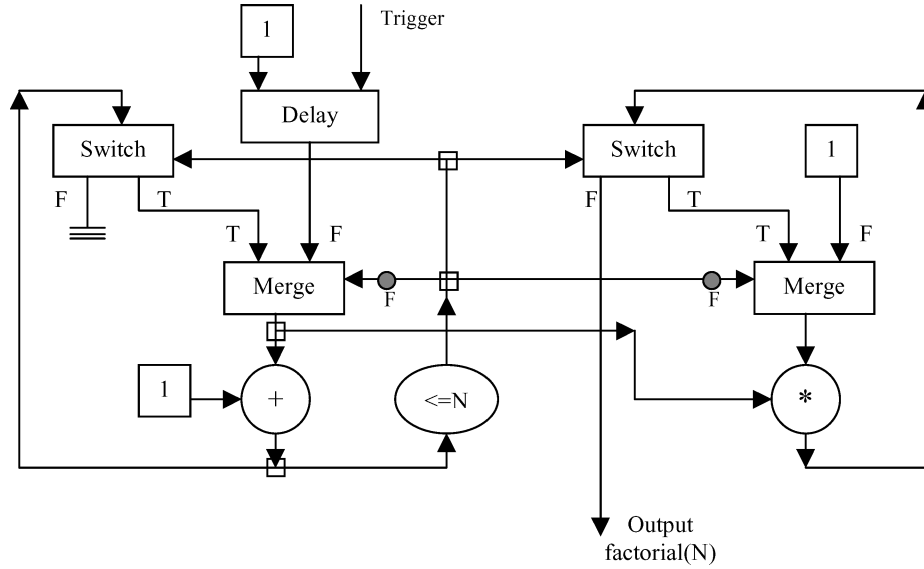 1
Trigger
Delay
Switch
Switch
1
F
T
F
T
T
F
T
F
Merge
Merge
F
F
1
+
<=N
*
Output
factorial(N)